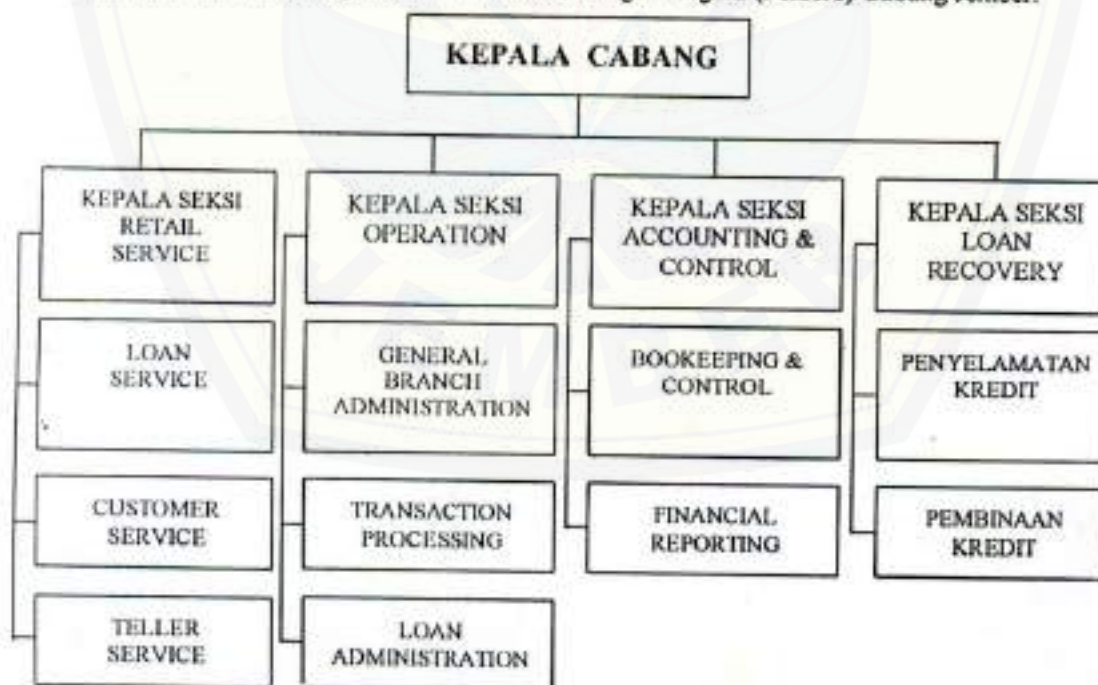 KEPALA CABANG
KEPALA SEKSI
RETAIL
SERVICE
KEPALA SEKSI
OPERATION
KEPALA SEKSI
ACCOUNTING &
CONTROL
KEPALA SEKSI
LOAN
RECOVERY
LOAN
SERVICE
GENERAL
BRANCH
ADMINISTRATION
BOOKEEPING &
CONTROL
PENYELAMATAN
KREDIT
CUSTOMER
SERVICE
TRANSACTION
PROCESSING
FINANCIAL
REPORTING
PEMBINAAN
KREDIT
TELLER
SERVICE
LOAN
ADMINISTRATION